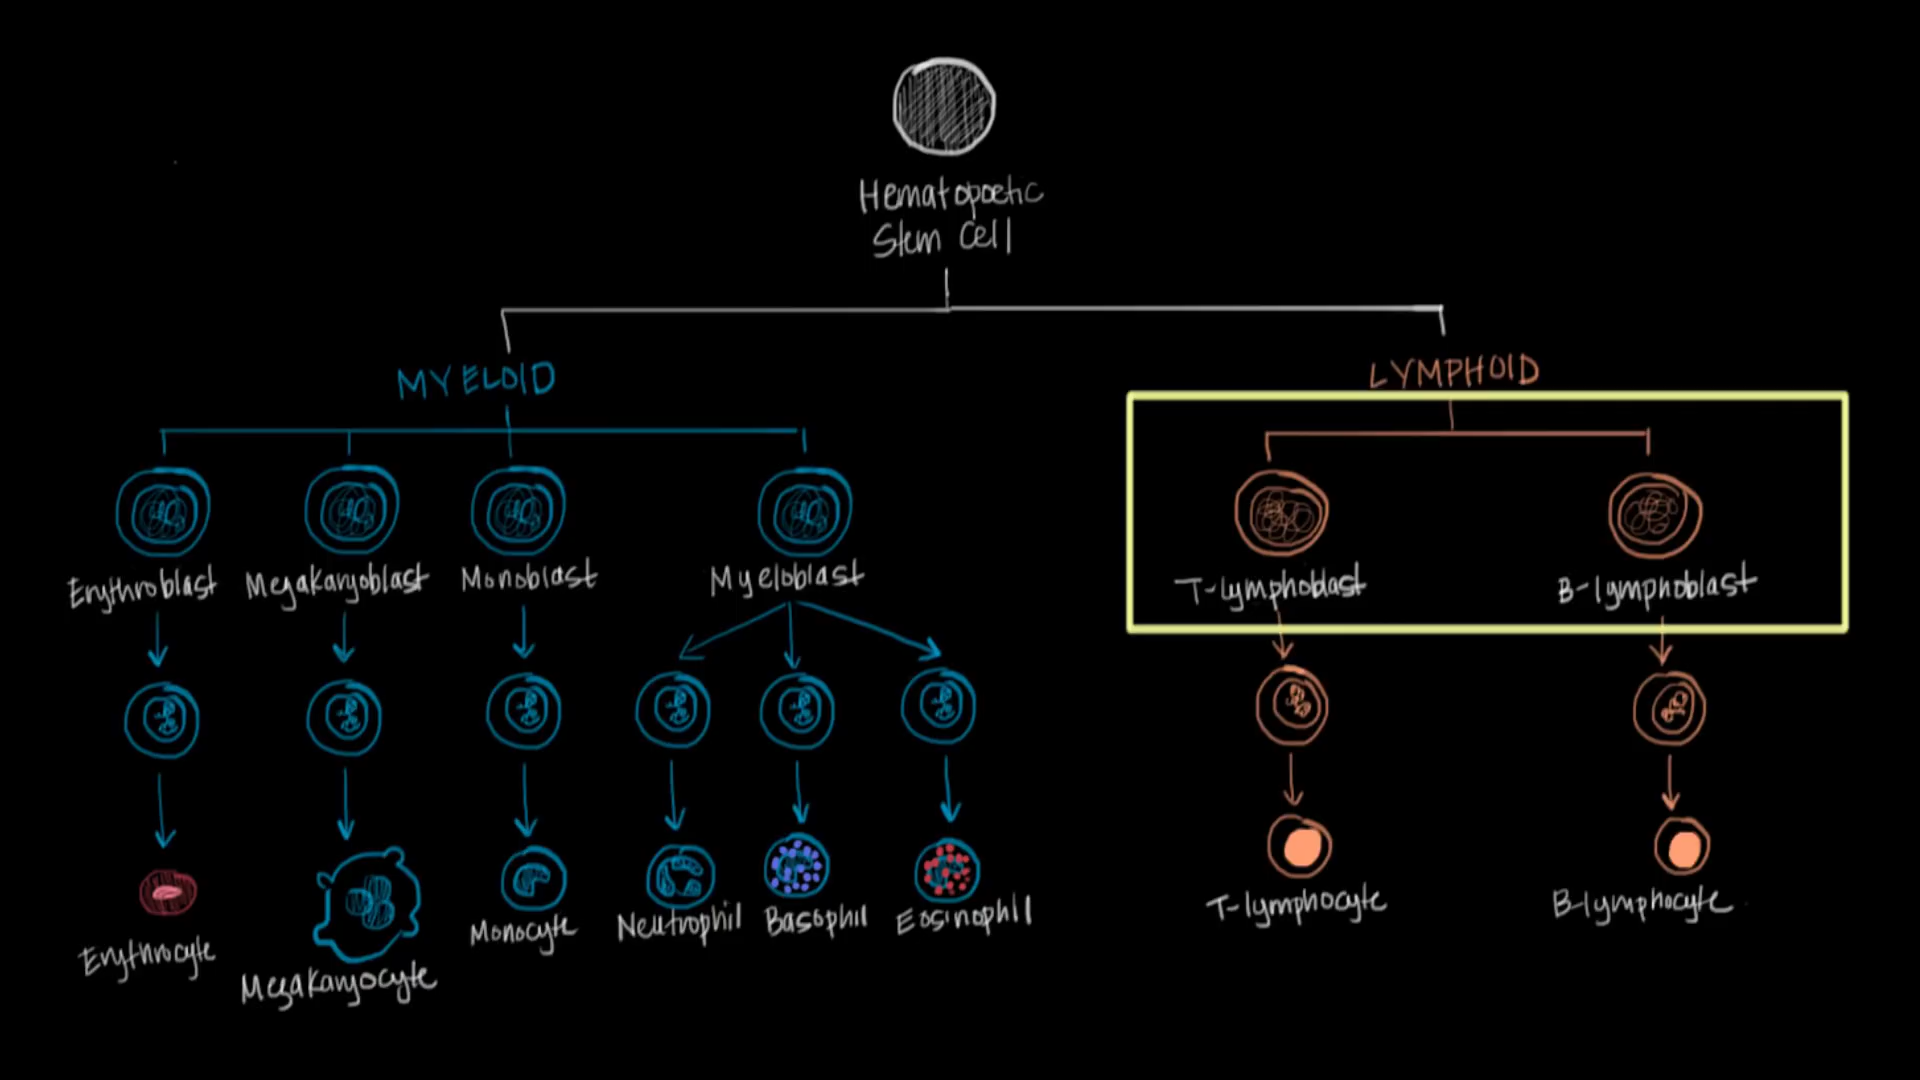 Hematopoetic
Stem Cell
MYELOID
LYMPHOID
Erythroblast
Megakaryoblast
Monoblast
Myeloblast
T-lymphoblast
B-lymphoblast
Erythrocyte
Megakaryocyte
Monocyte
Neutrophil
Basophil
Eosinophil
T-lymphocyte
B-lymphocyte